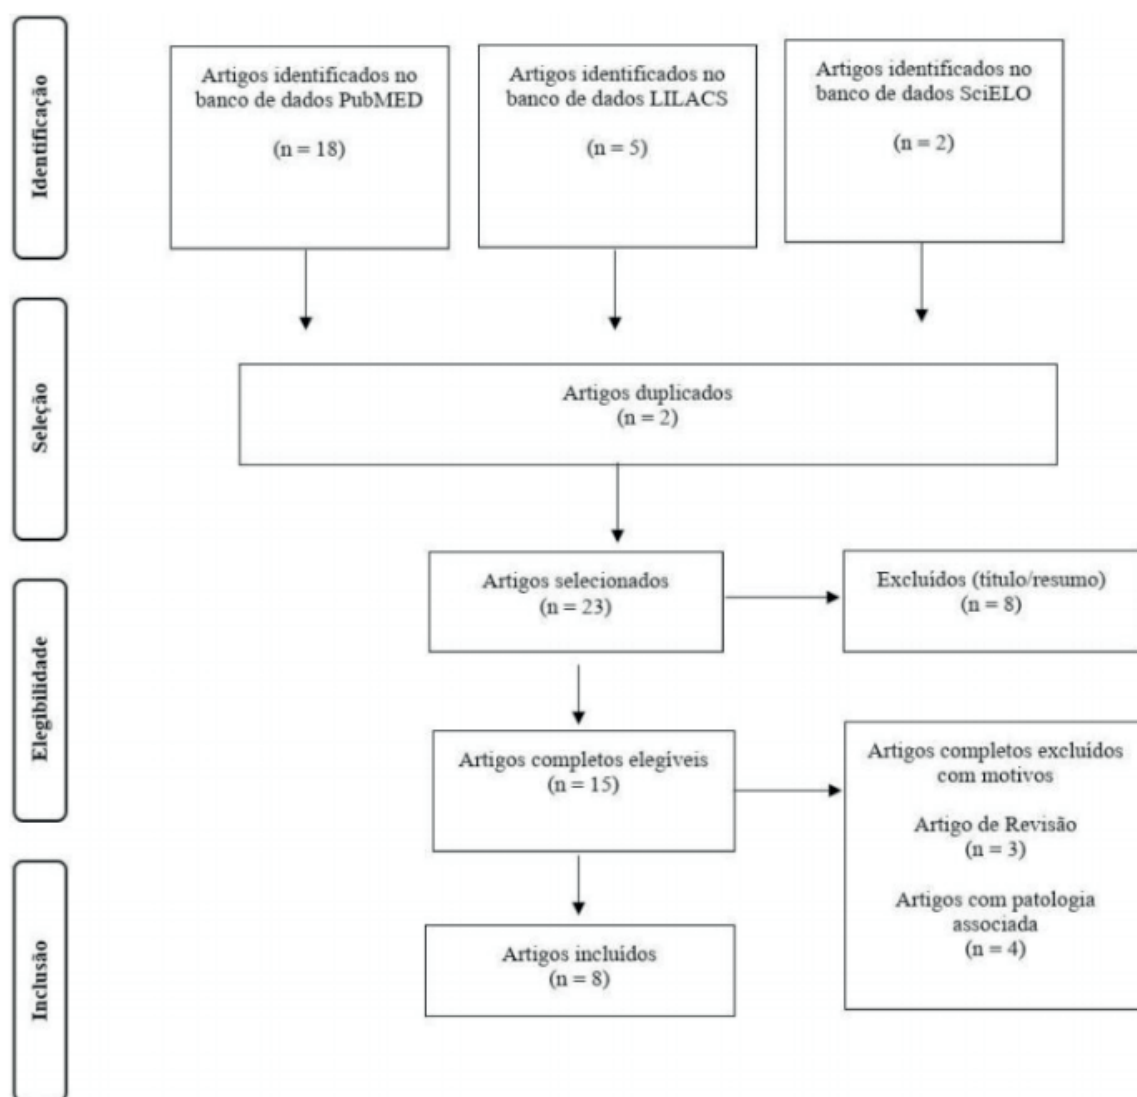 Identificação
Artigos identificados no
banco de dados PubMED
(n = 18)
Artigos identificados no
banco de dados LILACS
(n = 5)
Artigos identificados no
banco de dados SciELO
(n = 2)
Seleção
Artigos duplicados
(n = 2)
Elegibilidade
Artigos selecionados
(n = 23)
Excluídos (título/resumo)
(n = 8)
Artigos completos elegíveis
(n = 15)
Artigos completos excluídos
com motivos
Artigo de Revisão
(n = 3)
Artigos com patologia
associada
(n = 4)
Inclusão
Artigos incluídos
(n = 8)